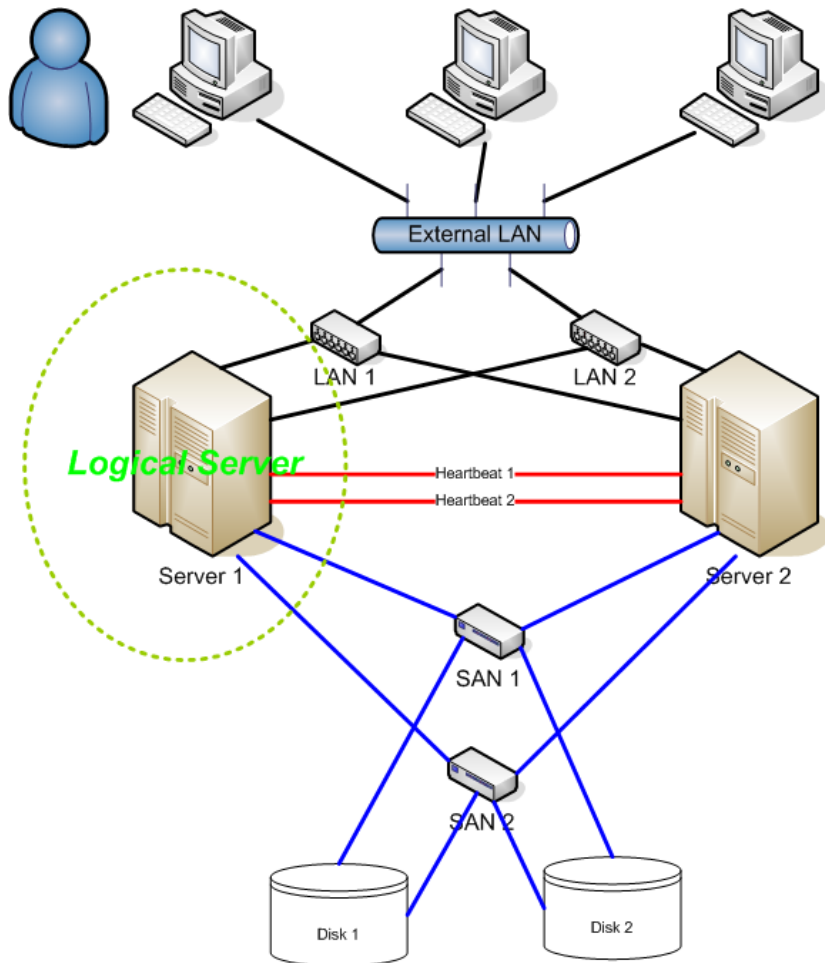 External LAN
LAN 1
LAN 2
Logical Server
Heartbeat 1
Heartbeat 2
Server 1
Server 2
SAN 1
SAN 2
Disk 1
Disk 2